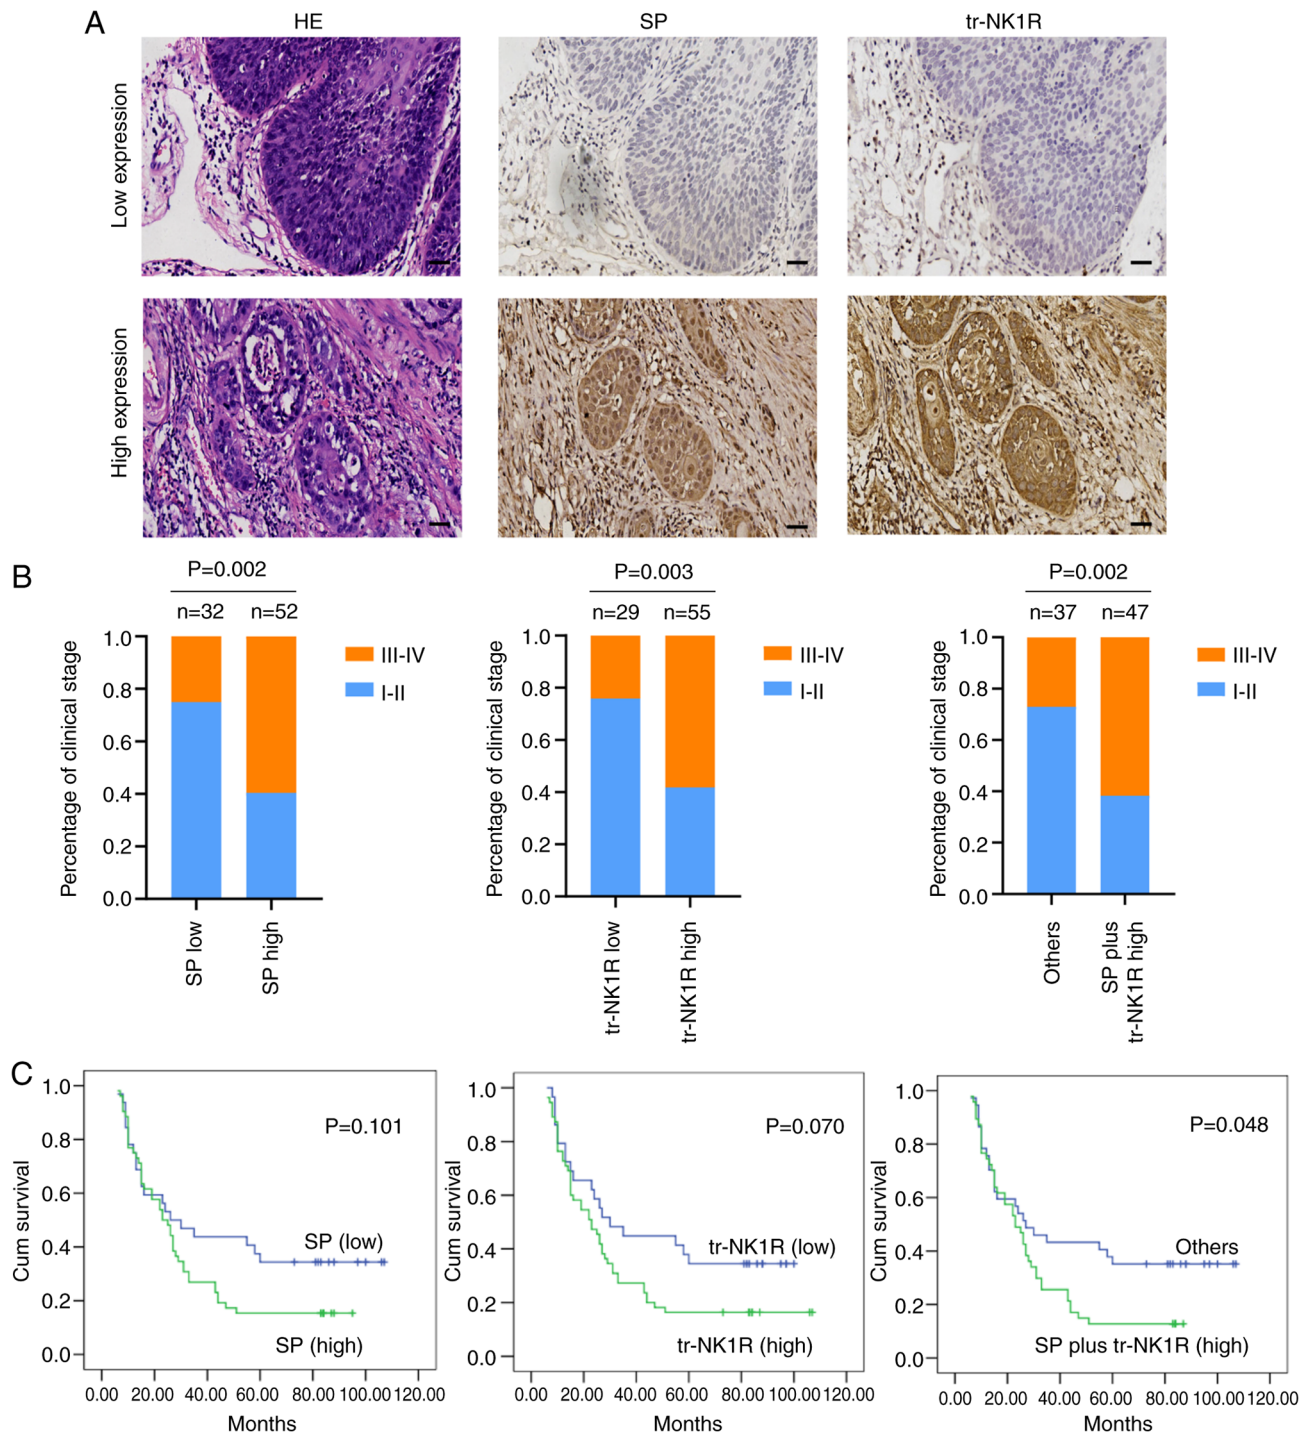 A
HE
SP
tr-NK1R
Low expression
High expression
B
P=0.002
n=32
n=52
Percentage of clinical stage
1.0
0.8
0.6
0.4
0.2
0.0
III-IV
I-II
SP low
SP high
P=0.003
n=29
n=55
Percentage of clinical stage
1.0
0.8
0.6
0.4
0.2
0.0
III-IV
I-II
tr-NK1R low
tr-NK1R high
P=0.002
n=37
n=47
Percentage of clinical stage
1.0
0.8
0.6
0.4
0.2
0.0
III-IV
I-II
Others
SP plus
tr-NK1R high
C
Cum survival
1.0
0.8
0.6
0.4
0.2
0.0
P=0.101
SP (low)
SP (high)
0.00 20.00 40.00 60.00 80.00 100.00 120.00
Months
Cum survival
1.0
0.8
0.6
0.4
0.2
0.0
P=0.070
tr-NK1R (low)
tr-NK1R (high)
0.00 20.00 40.00 60.00 80.00 100.00 120.00
Months
Cum survival
1.0
0.8
0.6
0.4
0.2
0.0
P=0.048
Others
SP plus tr-NK1R (high)
0.00 20.00 40.00 60.00 80.00 100.00 120.00
Months